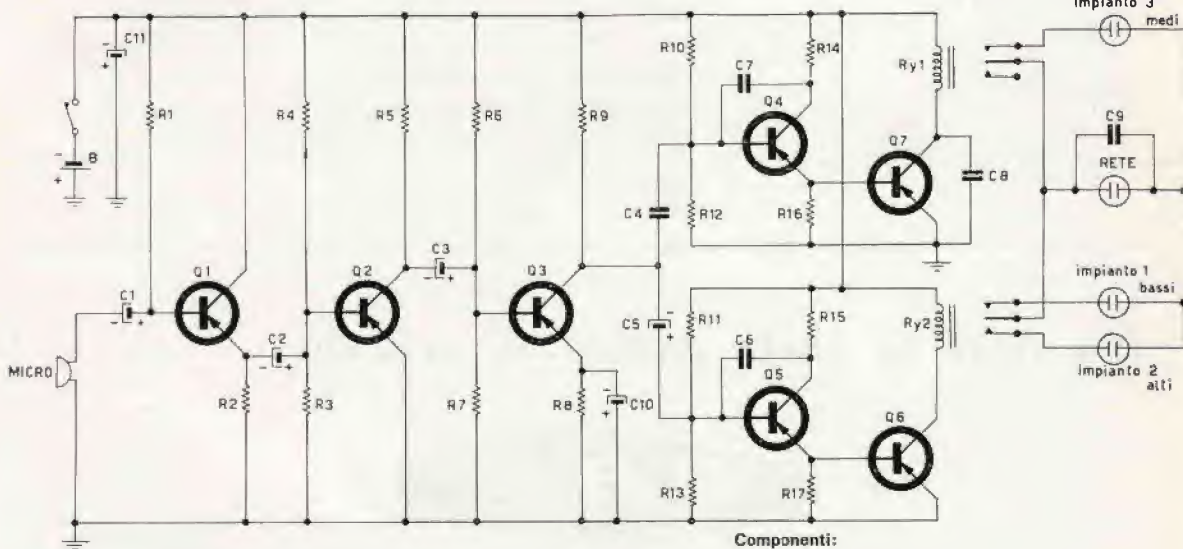 impianto 3
medi
C11
R1
R4
R5
R6
R9
R10
R14
C7
Q4
Ry1
C9
RETE
B
C4
R12
R16
Q7
C8
C1
Q1
Q2
C3
Q3
C5
R11
R15
Ry2
impianto 1
bassi
MICRO
C2
R2
R3
R7
R8
C10
C6
Q5
Q6
impianto 2
alti
R13
R17
Componenti: